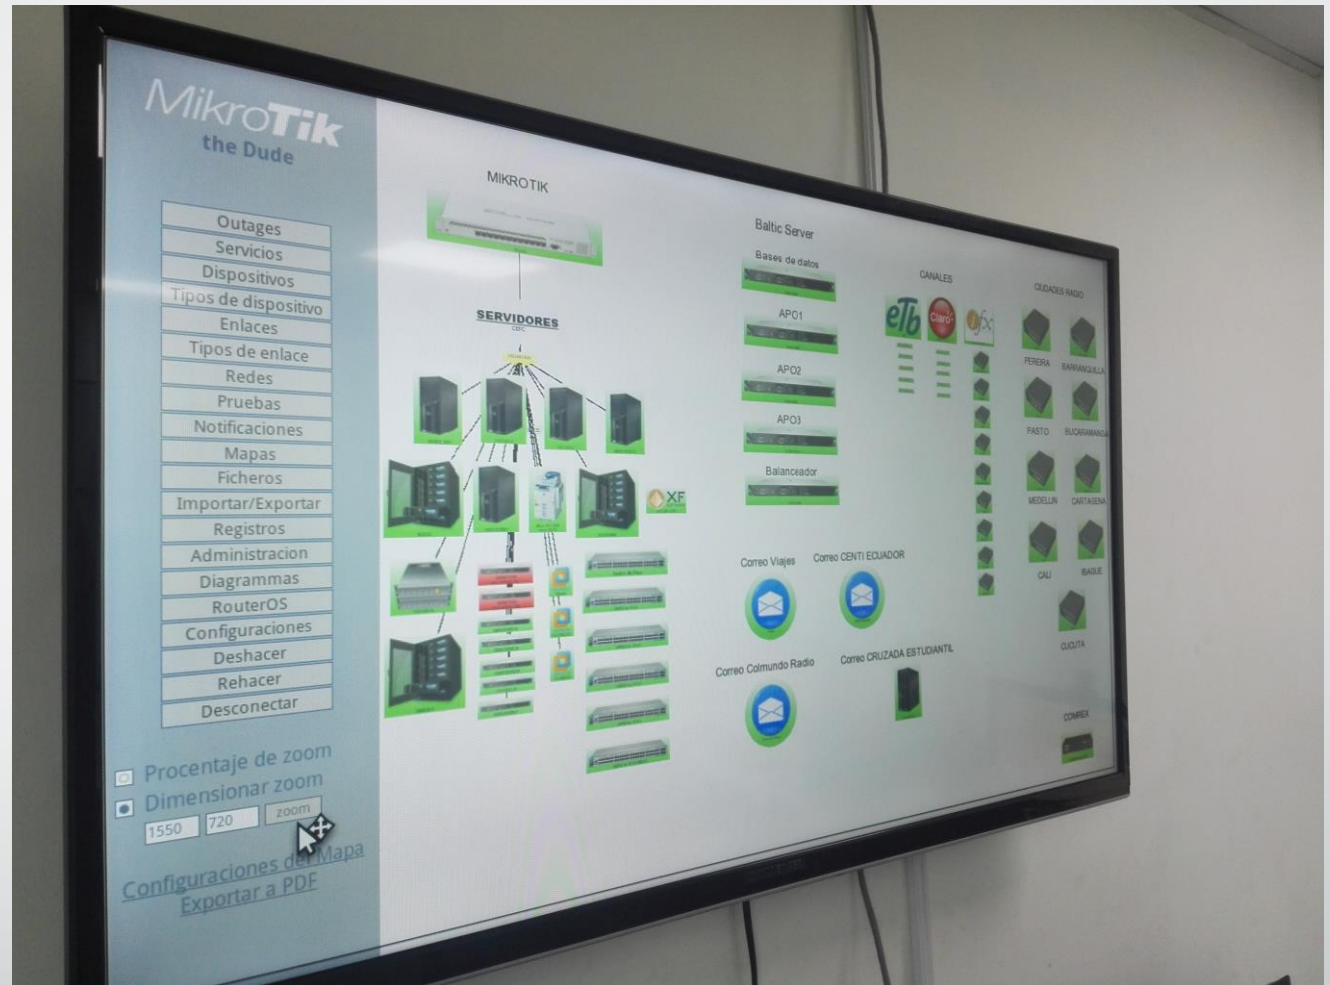 MikroTik
the Dude
Outages
Servicios
Dispositivos
Tipos de dispositivo
Enlaces
Tipos de enlace
Redes
Pruebas
Notificaciones
Mapas
Ficheros
Importar/Exportar
Registros
Administracion
Diagrammas
RouterOS
Configuraciones
Deshacer
Rehacer
Desconectar
Procentaje de zoom
Dimensionar zoom
1550 720 zoom
Configuraciones del Mapa
Exportar a PDF
MIKROTIK
SERVIDORES
XF
Baltic Server
Bases de datos
APO1
APO2
APO3
Balanceador
CANALES
eTb Claro ifx
CIUDADES RADIO
PEREIRA BARRANQUILLA
PASTO BUCARAMANGA
MEDELLIN CARTAGENA
CALI IBAGUE
CUCUTA
COMREX
Correo Viajes Correo CENTI ECUADOR
Correo Colmundo Radio Correo CRUZADA ESTUDIANTIL